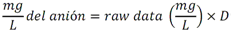 mg/L del anión = raw data (mg/L) × D